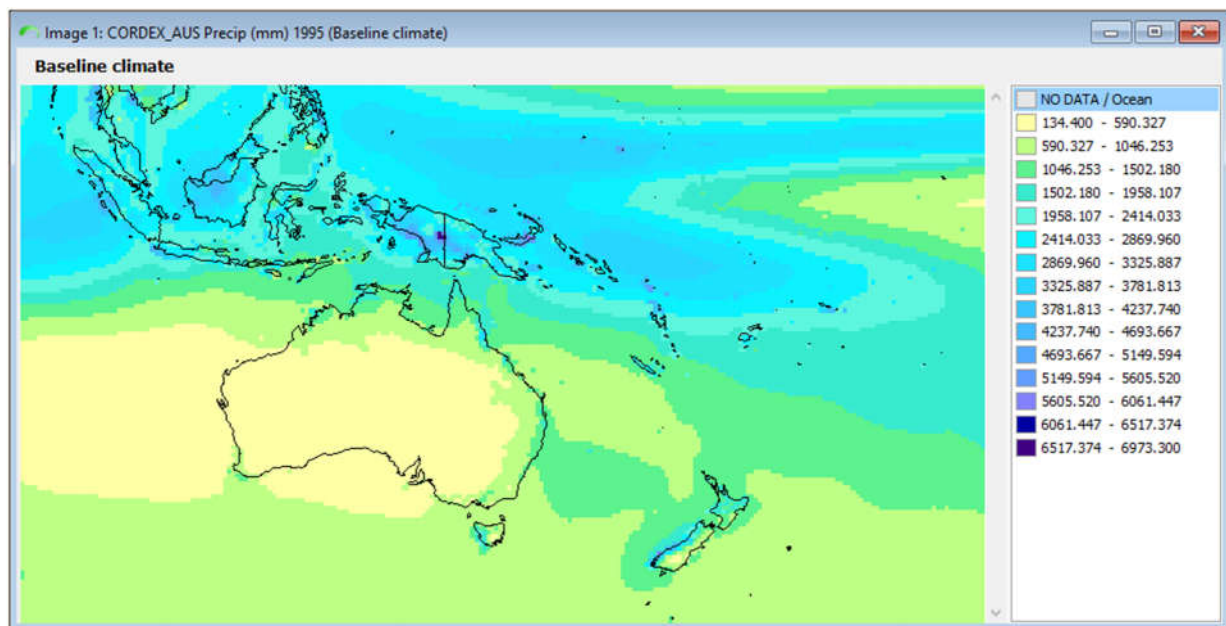 Image 1: CORDEX_AUS Precip (mm) 1995 (Baseline climate)
Baseline climate
NO DATA / Ocean
134.400 - 590.327
590.327 - 1046.253
1046.253 - 1502.180
1502.180 - 1958.107
1958.107 - 2414.033
2414.033 - 2869.960
2869.960 - 3325.887
3325.887 - 3781.813
3781.813 - 4237.740
4237.740 - 4693.667
4693.667 - 5149.594
5149.594 - 5605.520
5605.520 - 6061.447
6061.447 - 6517.374
6517.374 - 6973.300